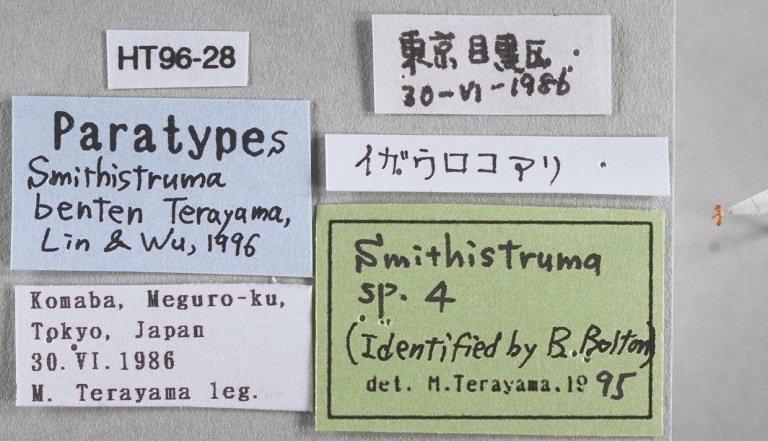 HT96-28
Paratypes
Smithistruma
benten Terayama,
Lin & Wu, 1996
Komaba, Meguro-ku,
Tokyo, Japan
30.VI.1986
M. Terayama leg.
東京目黒区
30-VI-1986
イガウロコアリ
Smithistruma
sp. 4
(Identified by B. Bolton)
det. M.Terayama.1995